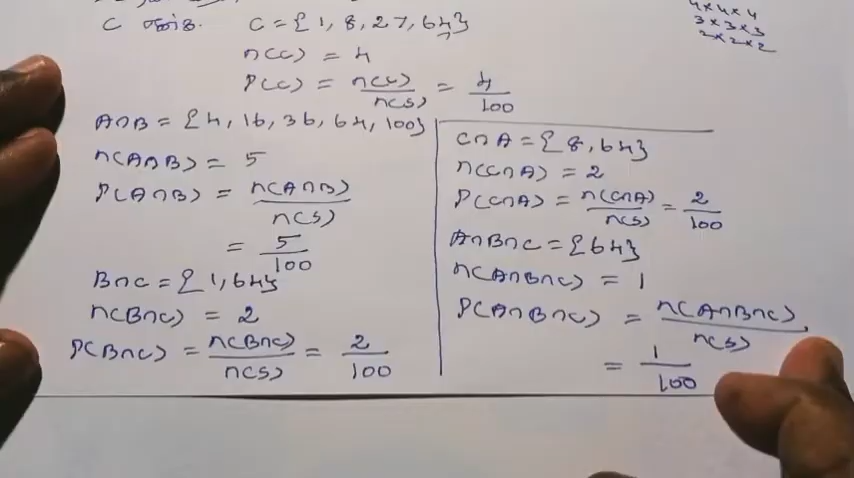 C என்க. C = {1, 8, 27, 64}
n(C) = 4
P(C) = n(C)/n(S) = 4/100
4×4×4
3×3×3
2×2×2
A∩B = {4, 16, 36, 64, 100}
n(A∩B) = 5
P(A∩B) = n(A∩B)/n(S)
= 5/100
B∩C = {1, 64}
n(B∩C) = 2
P(B∩C) = n(B∩C)/n(S) = 2/100
C∩A = {8, 64}
n(C∩A) = 2
P(C∩A) = n(C∩A)/n(S) = 2/100
A∩B∩C = {64}
n(A∩B∩C) = 1
P(A∩B∩C) = n(A∩B∩C)/n(S)
= 1/100